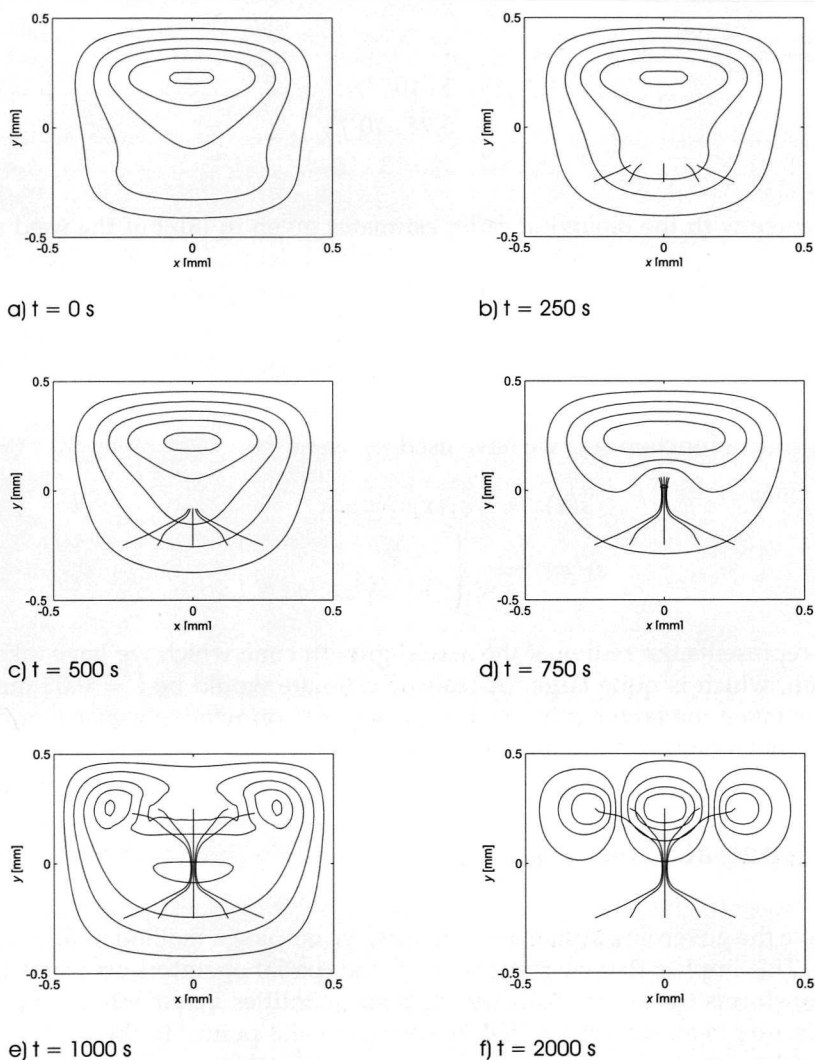 0.5 0.5
y [mm] y [mm]
0 0
-0.5 -0.5
-0.5 0 0.5 -0.5 0 0.5
x [mm] x [mm]
a) t = 0 s b) t = 250 s
0.5 0.5
y [mm] y [mm]
0 0
-0.5 -0.5
-0.5 0 0.5 -0.5 0 0.5
x [mm] x [mm]
c) t = 500 s d) t = 750 s
0.5 0.5
y [mm] y [mm]
0 0
-0.5 -0.5
-0.5 0 0.5 -0.5 0 0.5
x [mm] x [mm]
e) t = 1000 s f) t = 2000 s